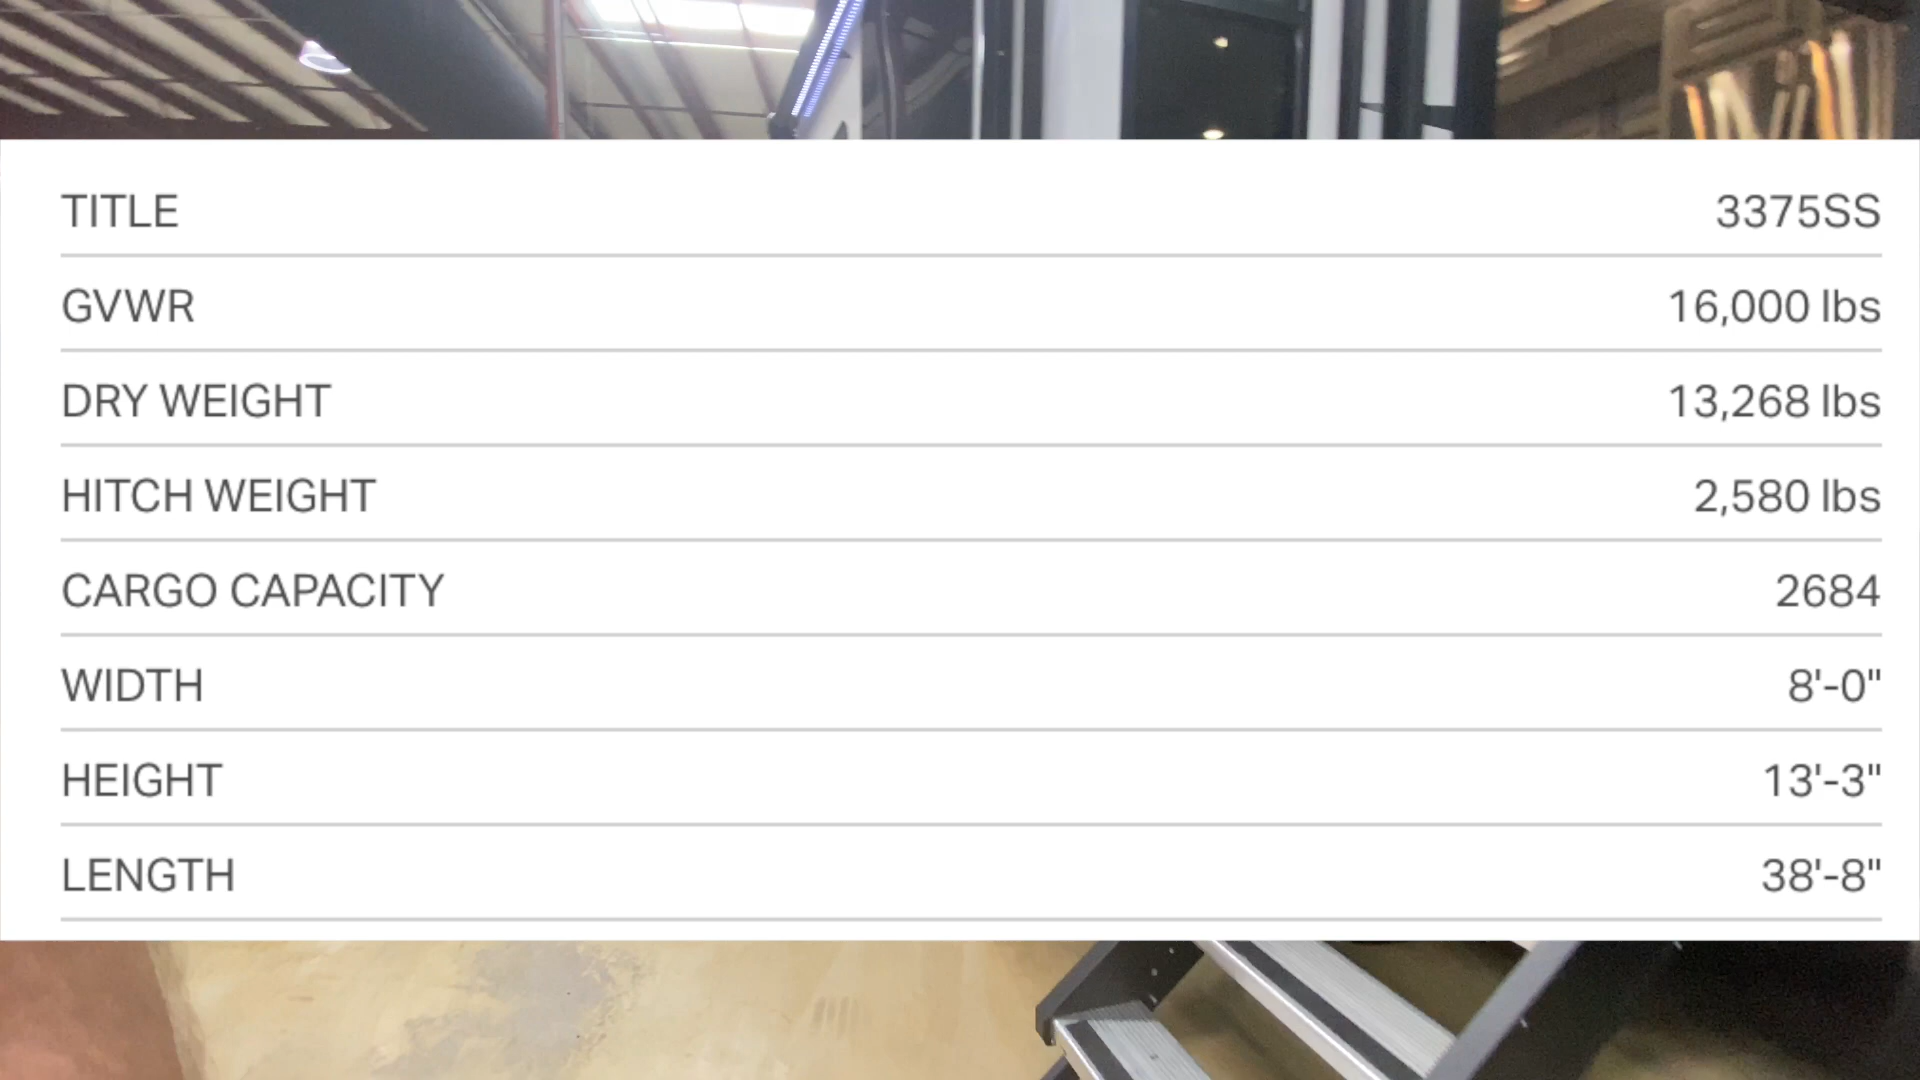 TITLE 3375SS
GVWR 16,000 lbs
DRY WEIGHT 13,268 lbs
HITCH WEIGHT 2,580 lbs
CARGO CAPACITY 2684
WIDTH 8'-0"
HEIGHT 13'-3"
LENGTH 38'-8"